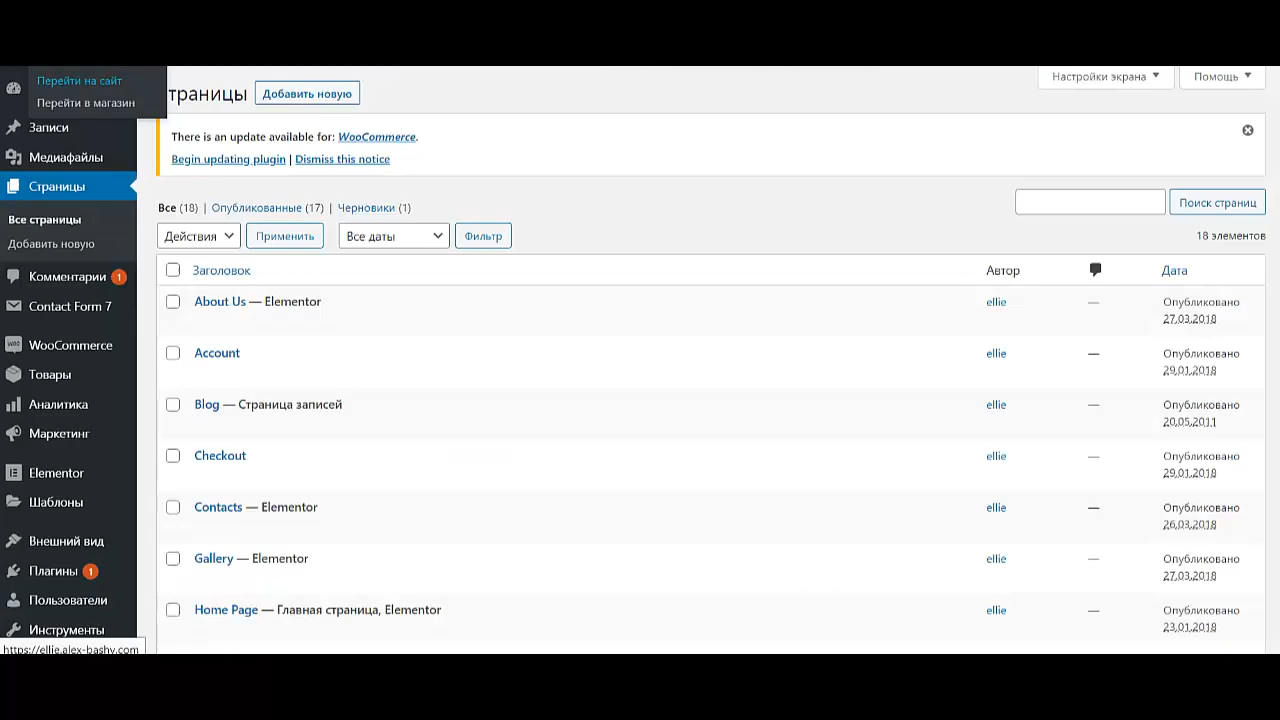 Перейти на сайт
Перейти в магазин
Записи
Медиафайлы
Страницы
Все страницы
Добавить новую
Комментарии 1
Contact Form 7
WooCommerce
Товары
Аналитика
Маркетинг
Elementor
Шаблоны
Внешний вид
Плагины 1
Пользователи
Инструменты
https://ellie.alex-bashy.com
траницы Добавить новую
Настройки экрана Помощь
There is an update available for: WooCommerce.
Begin updating plugin | Dismiss this notice
Все (18) | Опубликованные (17) | Черновики (1)
Поиск страниц
Действия Применить Все даты Фильтр 18 элементов
Заголовок Автор Дата
About Us — Elementor ellie — Опубликовано
27.03.2018
Account ellie — Опубликовано
29.01.2018
Blog — Страница записей ellie — Опубликовано
20.05.2011
Checkout ellie — Опубликовано
29.01.2018
Contacts — Elementor ellie — Опубликовано
26.03.2018
Gallery — Elementor ellie — Опубликовано
27.03.2018
Home Page — Главная страница, Elementor ellie — Опубликовано
23.01.2018